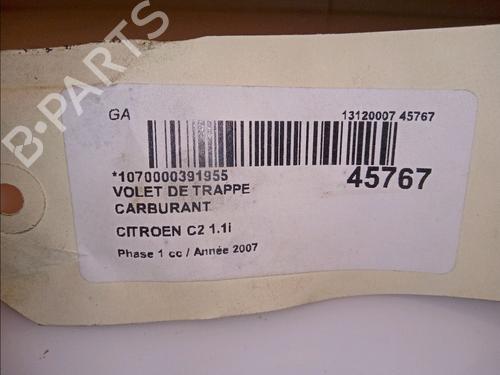 B-PARTS
GA
13120007 45767
*1070000391955
45767
VOLET DE TRAPPE
CARBURANT
CITROEN C2 1.1i
Phase 1 cc / Année 2007